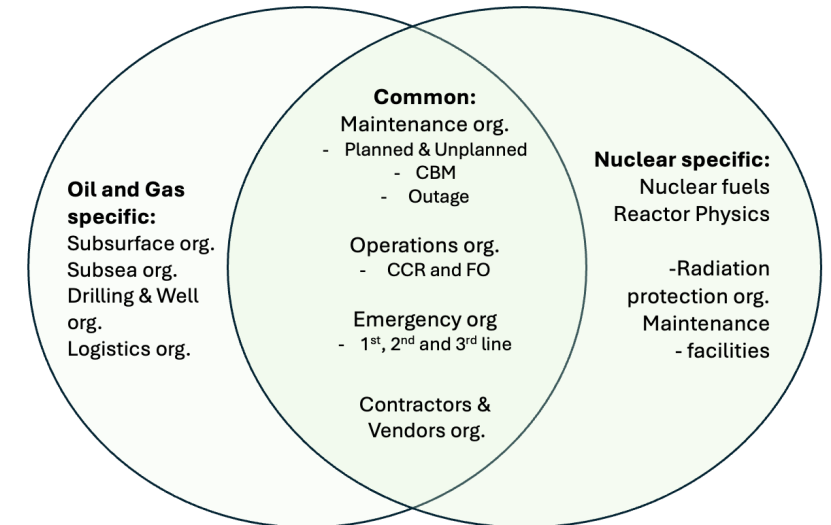 Oil and Gas
specific:
Subsurface org.
Subsea org.
Drilling & Well
org.
Logistics org.
Common:
Maintenance org.
- Planned & Unplanned
- CBM
- Outage
Operations org.
- CCR and FO
Emergency org
- 1st, 2nd and 3rd line
Contractors &
Vendors org.
Nuclear specific:
Nuclear fuels
Reactor Physics
-Radiation
protection org.
Maintenance
- facilities